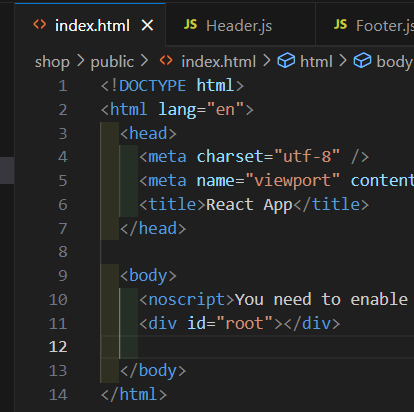 index.html × JS Header.js JS Footer.js
shop > public > index.html > html > body
1 <!DOCTYPE html>
2 <html lang="en">
3 <head>
4 <meta charset="utf-8" />
5 <meta name="viewport" content
6 <title>React App</title>
7 </head>
8
9 <body>
10 <noscript>You need to enable
11 <div id="root"></div>
12
13 </body>
14 </html>